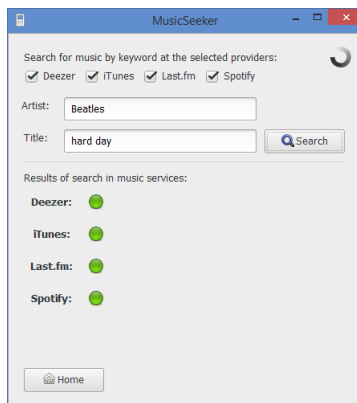 MusicSeeker
Search for music by keyword at the selected providers:
Deezer iTunes Last.fm Spotify
Artist: Beatles
Title: hard day Search
Results of search in music services:
Deezer:
iTunes:
Last.fm:
Spotify:
Home